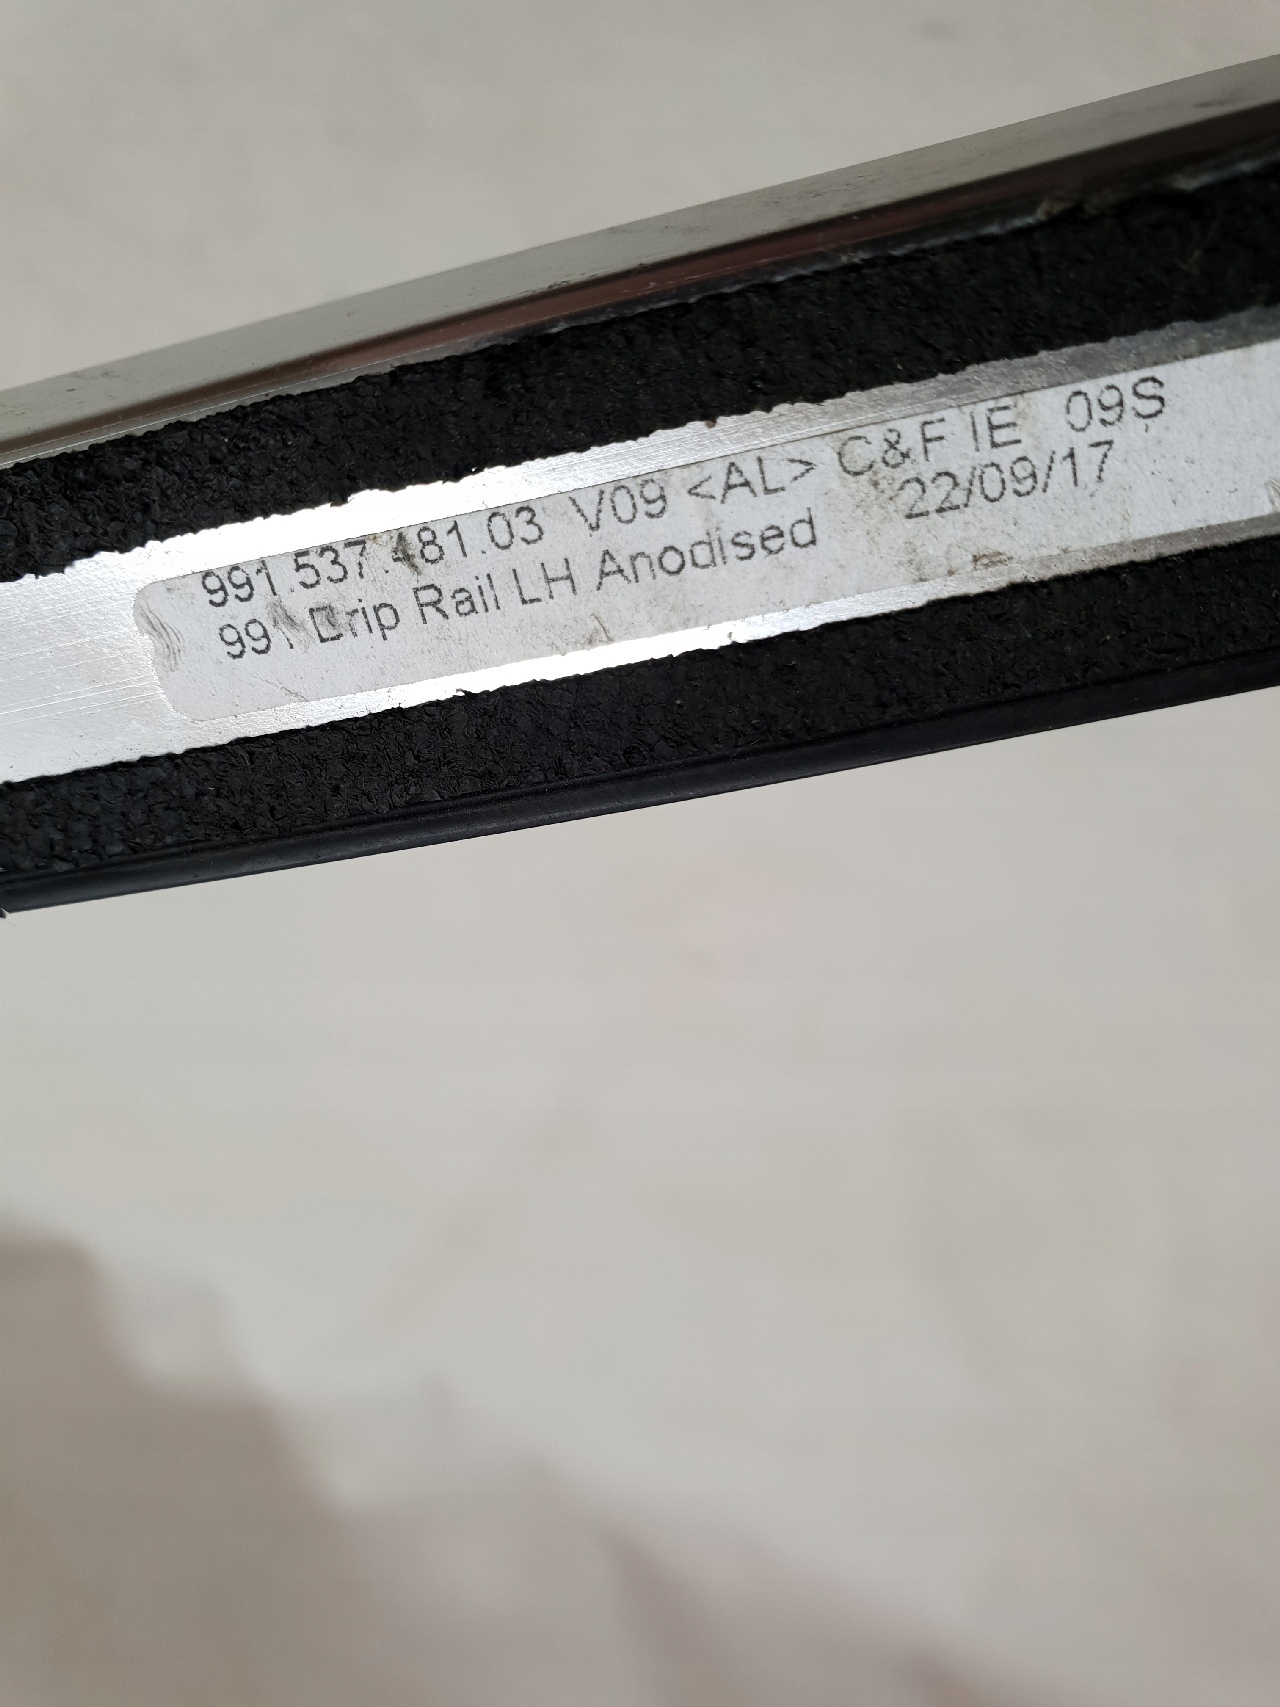 991.537.481.03 V09 <AL> C&F IE 09S
991 Drip Rail LH Anodised 22/09/17